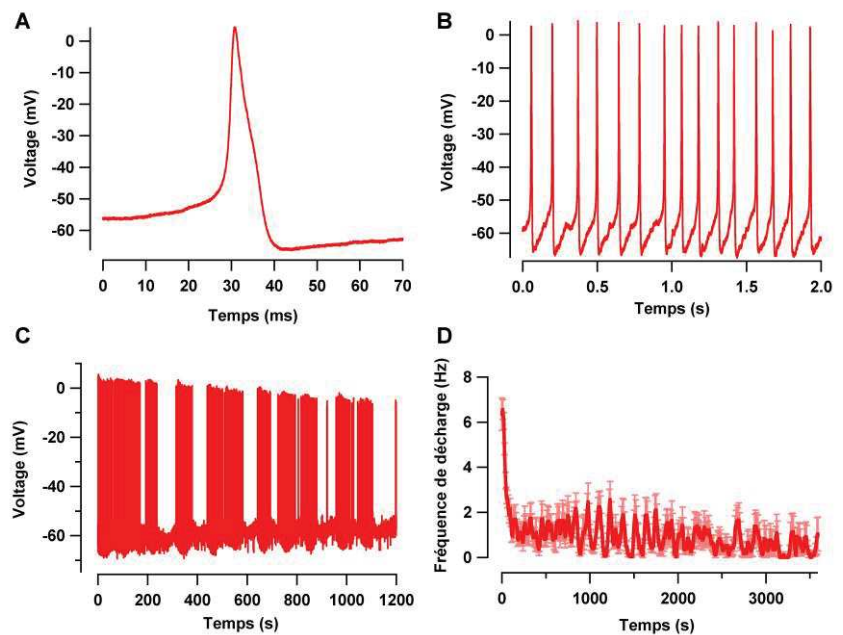 A
Voltage (mV)
0
-10
-20
-30
-40
-50
-60
0 10 20 30 40 50 60 70
Temps (ms)
B
Voltage (mV)
0
-10
-20
-30
-40
-50
-60
0.0 0.5 1.0 1.5 2.0
Temps (s)
C
Voltage (mV)
0
-20
-40
-60
0 200 400 600 800 1000 1200
Temps (s)
D
Fréquence de décharge (Hz)
8
6
4
2
0
0 1000 2000 3000
Temps (s)